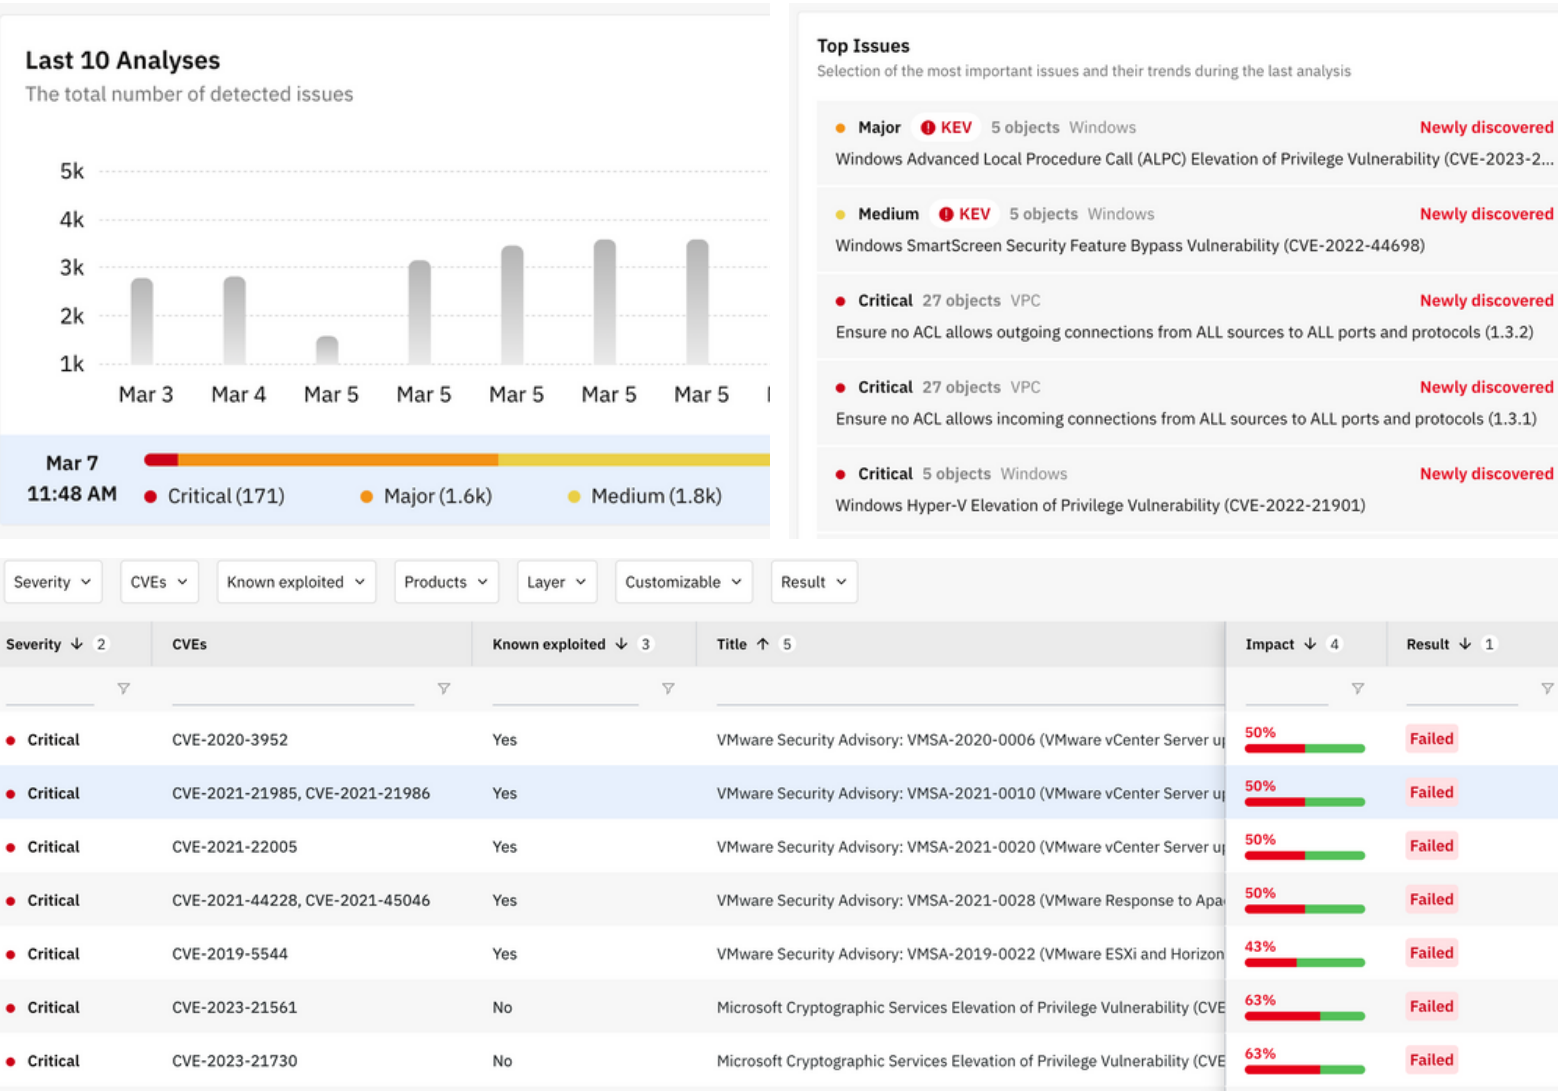 Last 10 Analyses
The total number of detected issues
5k
4k
3k
2k
1k
Mar 3 Mar 4 Mar 5 Mar 5 Mar 5 Mar 5 Mar 5
Mar 7
11:48 AM
Critical (171) Major (1.6k) Medium (1.8k)
Top Issues
Selection of the most important issues and their trends during the last analysis
Major KEV 5 objects Windows Newly discovered
Windows Advanced Local Procedure Call (ALPC) Elevation of Privilege Vulnerability (CVE-2023-2...
Medium KEV 5 objects Windows Newly discovered
Windows SmartScreen Security Feature Bypass Vulnerability (CVE-2022-44698)
Critical 27 objects VPC Newly discovered
Ensure no ACL allows outgoing connections from ALL sources to ALL ports and protocols (1.3.2)
Critical 27 objects VPC Newly discovered
Ensure no ACL allows incoming connections from ALL sources to ALL ports and protocols (1.3.1)
Critical 5 objects Windows Newly discovered
Windows Hyper-V Elevation of Privilege Vulnerability (CVE-2022-21901)
Severity CVEs Known exploited Products Layer Customizable Result
Severity ↓ 2 CVEs Known exploited ↓ 3 Title ↑ 5 Impact ↓ 4 Result ↓ 1
Critical CVE-2020-3952 Yes VMware Security Advisory: VMSA-2020-0006 (VMware vCenter Server 50% Failed
Critical CVE-2021-21985, CVE-2021-21986 Yes VMware Security Advisory: VMSA-2021-0010 (VMware vCenter Server 50% Failed
Critical CVE-2021-22005 Yes VMware Security Advisory: VMSA-2021-0020 (VMware vCenter Server 50% Failed
Critical CVE-2021-44228, CVE-2021-45046 Yes VMware Security Advisory: VMSA-2021-0028 (VMware Response to Apa 50% Failed
Critical CVE-2019-5544 Yes VMware Security Advisory: VMSA-2019-0022 (VMware ESXi and Horizon 43% Failed
Critical CVE-2023-21561 No Microsoft Cryptographic Services Elevation of Privilege Vulnerability (CVE 63% Failed
Critical CVE-2023-21730 No Microsoft Cryptographic Services Elevation of Privilege Vulnerability (CVE 63% Failed